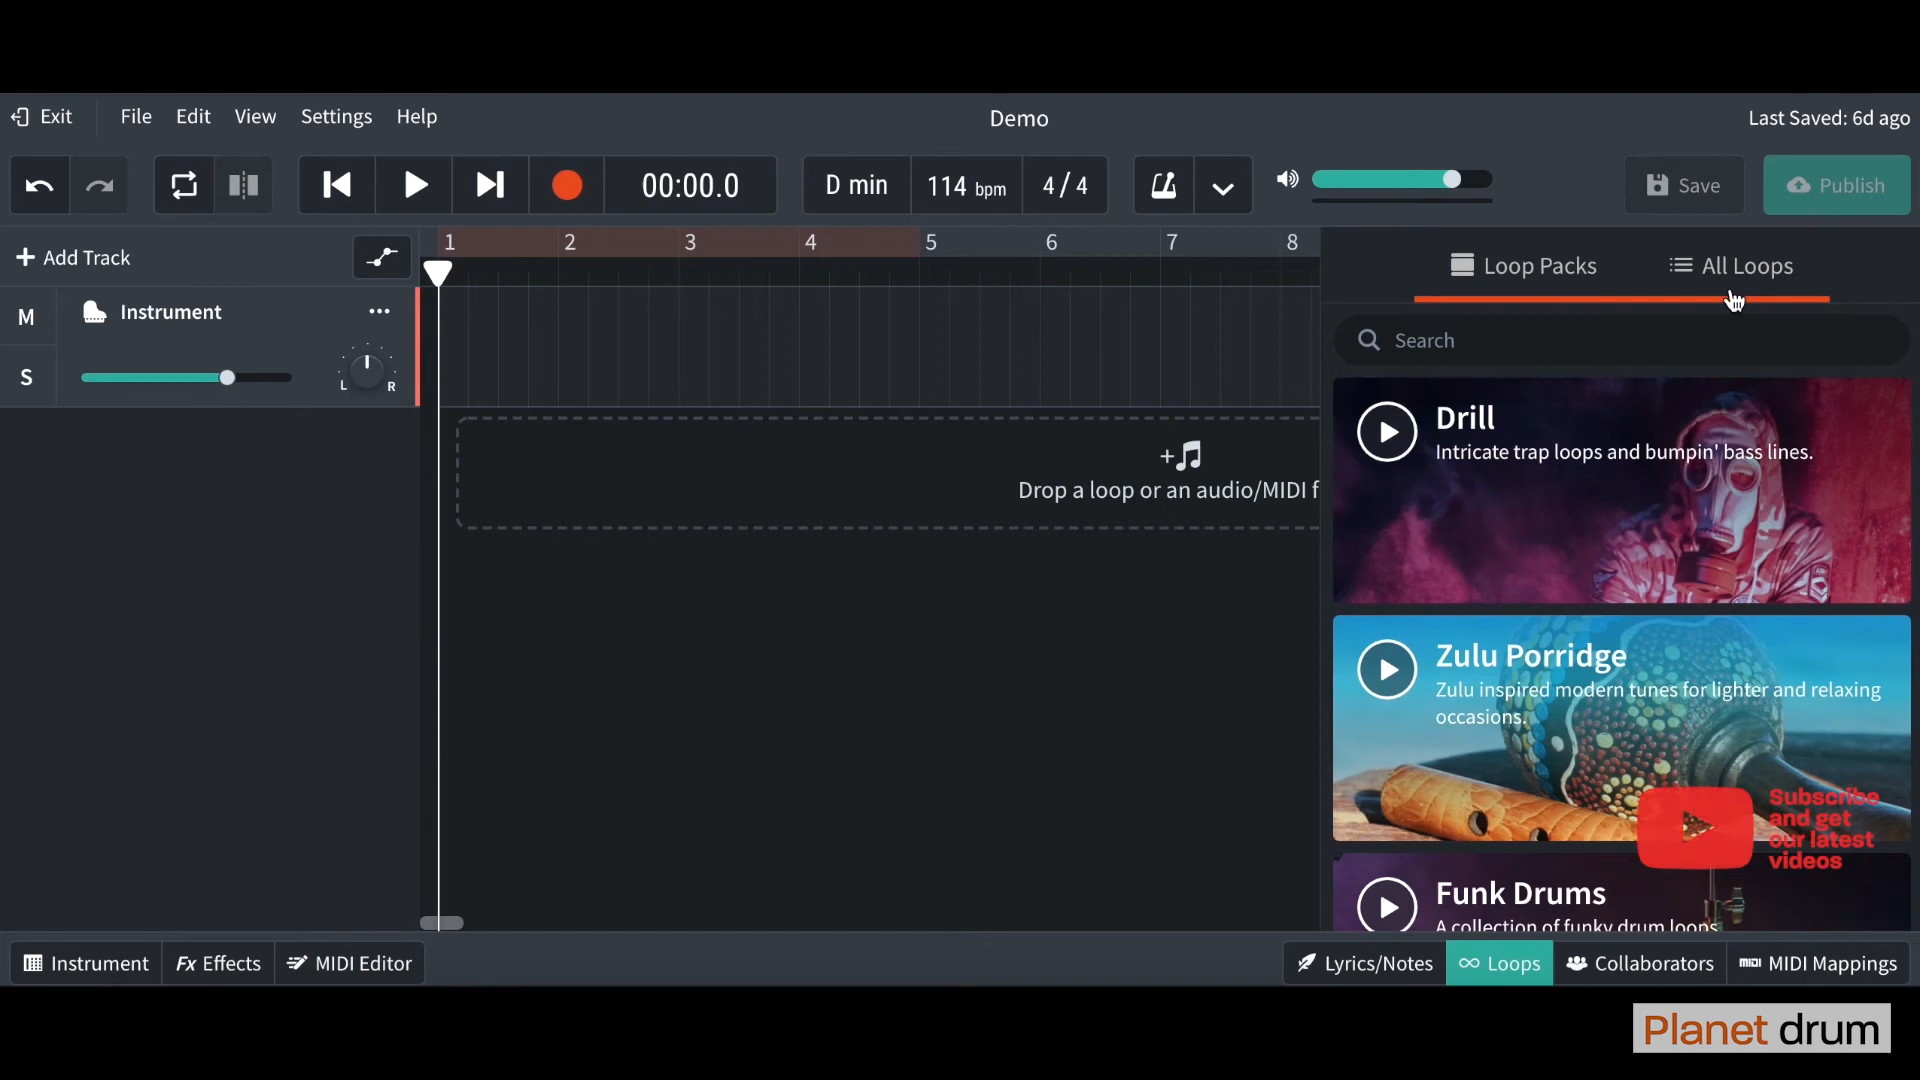 Exit
File
Edit
View
Settings
Help
Demo
Last Saved: 6d ago
00:00.0
D min
114 bpm
4 / 4
Save
Publish
Add Track
1
2
3
4
5
6
7
8
Loop Packs
All Loops
M
Instrument
S
L
R
Search
Drop a loop or an audio/MIDI f
Drill
Intricate trap loops and bumpin' bass lines.
Zulu Porridge
Zulu inspired modern tunes for lighter and relaxing
occasions.
Subscribe
and get
our latest
videos
Funk Drums
A collection of funky drum loops
Instrument
Fx Effects
MIDI Editor
Lyrics/Notes
Loops
Collaborators
MIDI MIDI Mappings
Planet drum